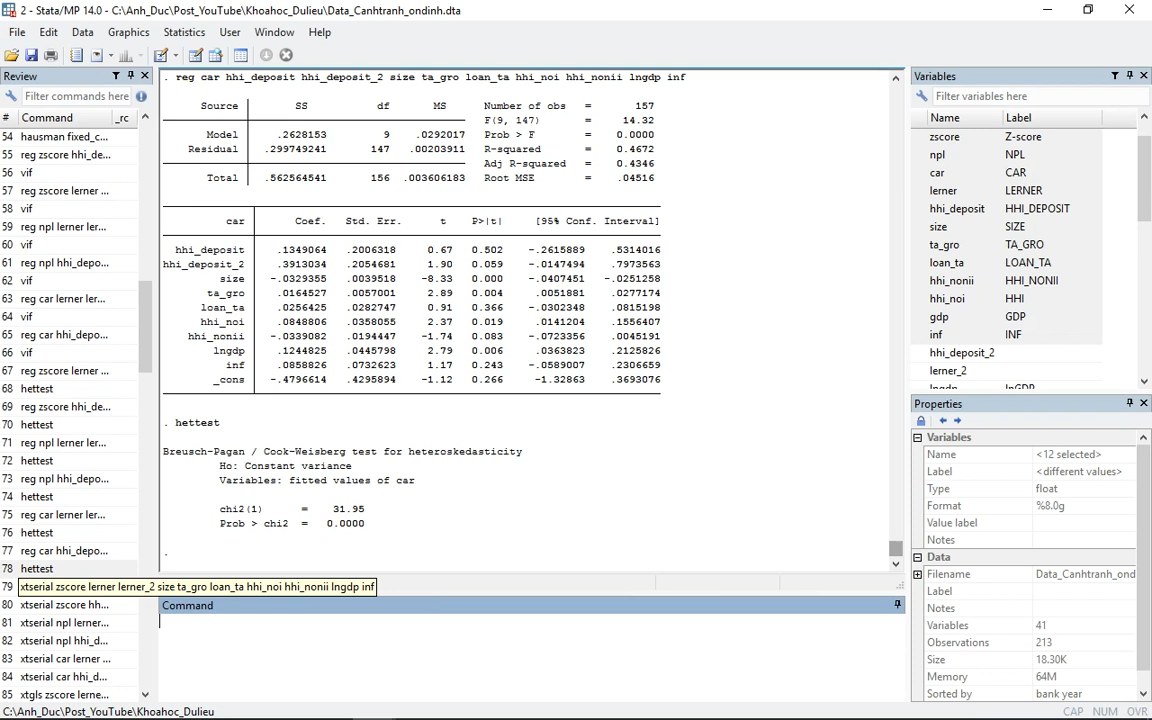 2 - Stata/MP 14.0 - C:\Anh_Duc\Post_YouTube\Khoahoc_Dulieu\Data_Canhtranh_ondinh.dta
File Edit Data Graphics Statistics User Window Help
Review
Filter commands here
# Command _rc
54 hausman fixed_c...
55 reg zscore hhi_de...
56 vif
57 reg zscore lerner ...
58 vif
59 reg npl lerner ler...
60 vif
61 reg npl hhi_depo...
62 vif
63 reg car lerner ler...
64 vif
65 reg car hhi_depo...
66 vif
67 reg zscore lerner ...
68 hettest
69 reg zscore hhi_de...
70 hettest
71 reg npl lerner ler...
72 hettest
73 reg npl hhi_depo...
74 hettest
75 reg car lerner ler...
76 hettest
77 reg car hhi_depo...
78 hettest
79 xtserial zscore lerner lerner_2 size ta_gro loan_ta hhi_noi hhi_nonii lngdp inf
80 xtserial zscore hh...
81 xtserial npl lerner...
82 xtserial npl hhi_d...
83 xtserial car lerner ...
84 xtserial car hhi_d...
85 xtgls zscore lerne...
. reg car hhi_deposit hhi_deposit_2 size ta_gro loan_ta hhi_noi hhi_nonii lngdp inf
Source SS df MS Number of obs = 157
F(9, 147) = 14.32
Model .2628153 9 .0292017 Prob > F = 0.0000
Residual .299749241 147 .00203911 R-squared = 0.4672
Adj R-squared = 0.4346
Total .562564541 156 .003606183 Root MSE = .04516
car Coef. Std. Err. t P>|t| [95% Conf. Interval]
hhi_deposit .1349064 .2006318 0.67 0.502 -.2615889 .5314016
hhi_deposit_2 .3913034 .2054681 1.90 0.059 -.0147494 .7973563
size -.0329355 .0039518 -8.33 0.000 -.0407451 -.0251258
ta_gro .0164527 .0057001 2.89 0.004 .0051881 .0277174
loan_ta .0256425 .0282747 0.91 0.366 -.0302348 .0815198
hhi_noi .0848806 .0358055 2.37 0.019 .0141204 .1556407
hhi_nonii -.0339082 .0194447 -1.74 0.083 -.0723356 .0045191
lngdp .1244825 .0445798 2.79 0.006 .0363823 .2125826
inf .0858826 .0732623 1.17 0.243 -.0589007 .2306659
_cons -.4796614 .4295894 -1.12 0.266 -1.32863 .3693076
. hettest
Breusch-Pagan / Cook-Weisberg test for heteroskedasticity
Ho: Constant variance
Variables: fitted values of car
chi2(1) = 31.95
Prob > chi2 = 0.0000
.
Command
Variables
Filter variables here
Name Label
zscore Z-score
npl NPL
car CAR
lerner LERNER
hhi_deposit HHI_DEPOSIT
size SIZE
ta_gro TA_GRO
loan_ta LOAN_TA
hhi_nonii HHI_NONII
hhi_noi HHI
gdp GDP
inf INF
hhi_deposit_2
lerner_2
lngdp lnGDP
Properties
Variables
Name <12 selected>
Label <different values>
Type float
Format %8.0g
Value label
Notes
Data
Filename Data_Canhtranh_ond
Label
Notes
Variables 41
Observations 213
Size 18.30K
Memory 64M
Sorted by bank year
C:\Anh_Duc\Post_YouTube\Khoahoc_Dulieu
CAP NUM OVR